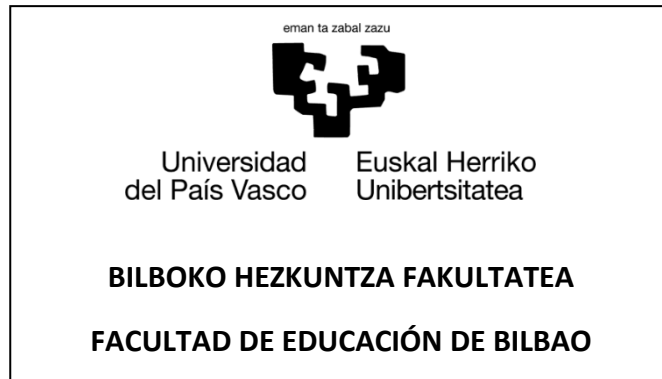 eman ta zabal zazu
Universidad
del País Vasco
Euskal Herriko
Unibertsitatea
BILBOKO HEZKUNTZA FAKULTATEA
FACULTAD DE EDUCACIÓN DE BILBAO